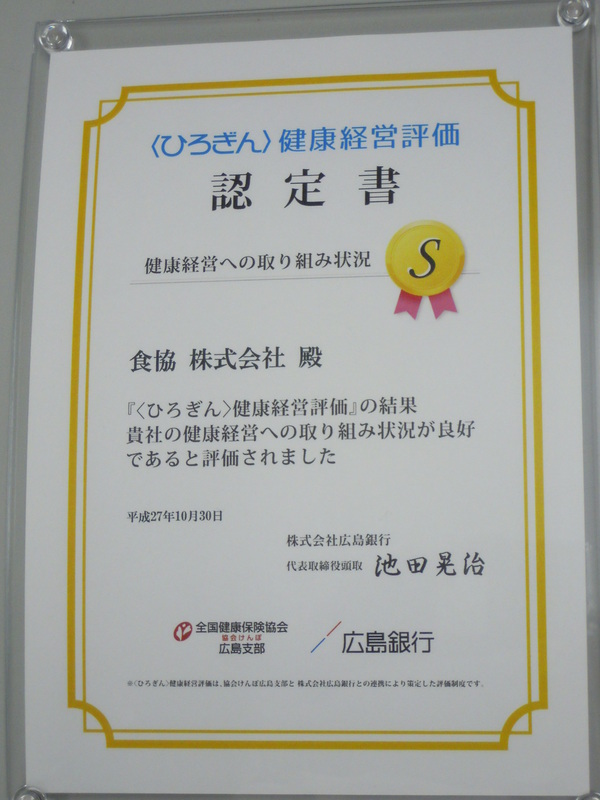 〈ひろぎん〉健康経営評価
認定書
健康経営への取り組み状況
S
食協 株式会社 殿
『〈ひろぎん〉健康経営評価』の結果
貴社の健康経営への取り組み状況が良好
であると評価されました
平成27年10月30日
株式会社広島銀行
代表取締役頭取 池田晃治
全国健康保険協会
協会けんぽ
広島支部
広島銀行
※〈ひろぎん〉健康経営評価は、協会けんぽ広島支部と 株式会社広島銀行との連携により策定した評価制度です。